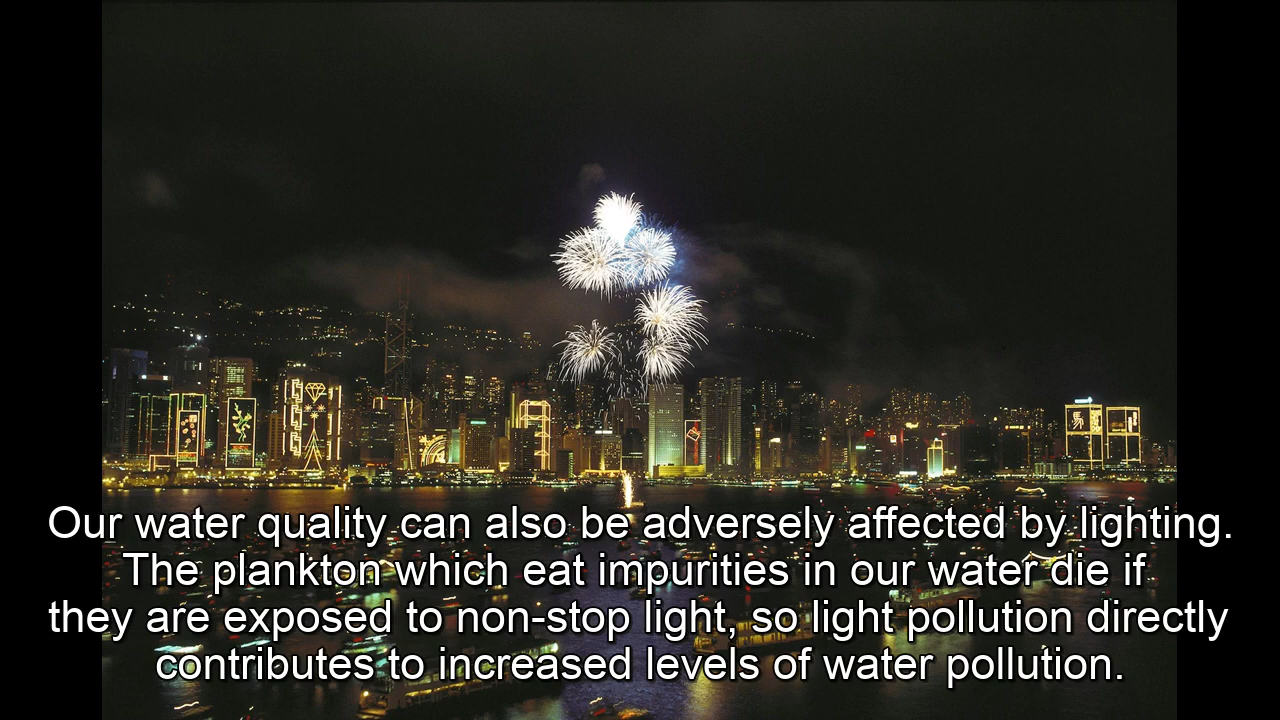 Our water quality can also be adversely affected by lighting.
The plankton which eat impurities in our water die if
they are exposed to non-stop light, so light pollution directly
contributes to increased levels of water pollution.